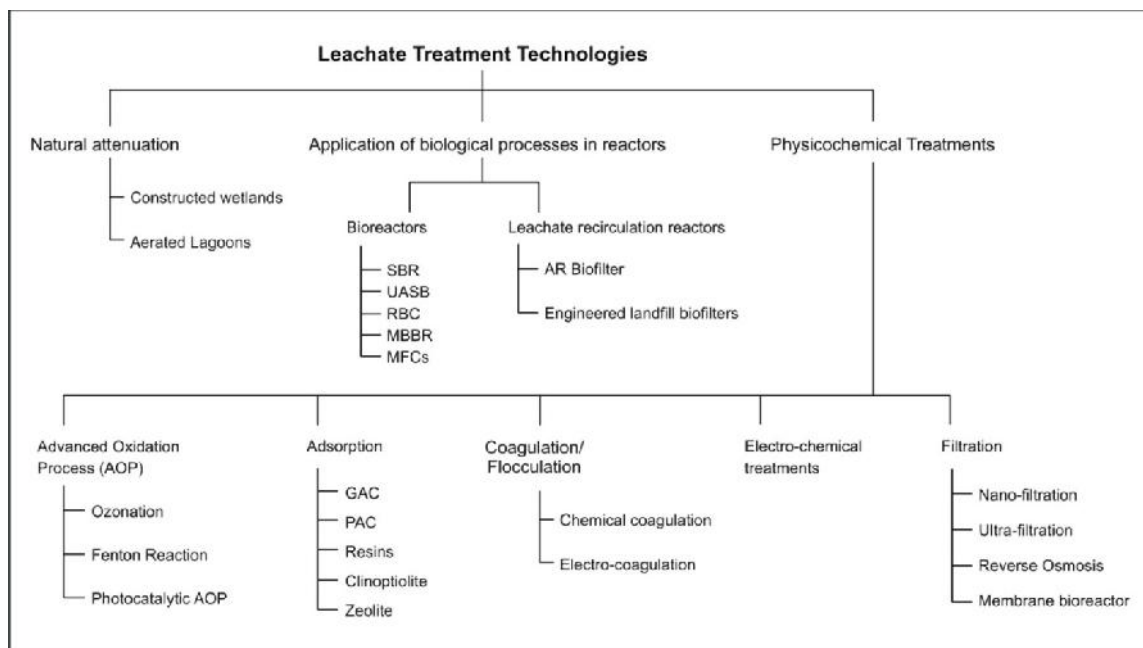 Leachate Treatment Technologies
Natural attenuation
Constructed wetlands
Aerated Lagoons
Application of biological processes in reactors
Bioreactors
SBR
UASB
RBC
MBBR
MFCs
Leachate recirculation reactors
AR Biofilter
Engineered landfill biofilters
Physicochemical Treatments
Advanced Oxidation
Process (AOP)
Ozonation
Fenton Reaction
Photocatalytic AOP
Adsorption
GAC
PAC
Resins
Clinoptiolite
Zeolite
Coagulation/
Flocculation
Chemical coagulation
Electro-coagulation
Electro-chemical
treatments
Filtration
Nano-filtration
Ultra-filtration
Reverse Osmosis
Membrane bioreactor